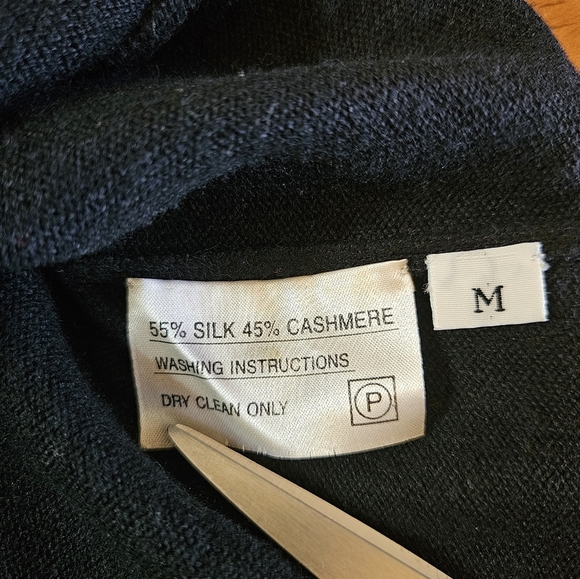 55% SILK 45% CASHMERE
WASHING INSTRUCTIONS
DRY CLEAN ONLY
P
M